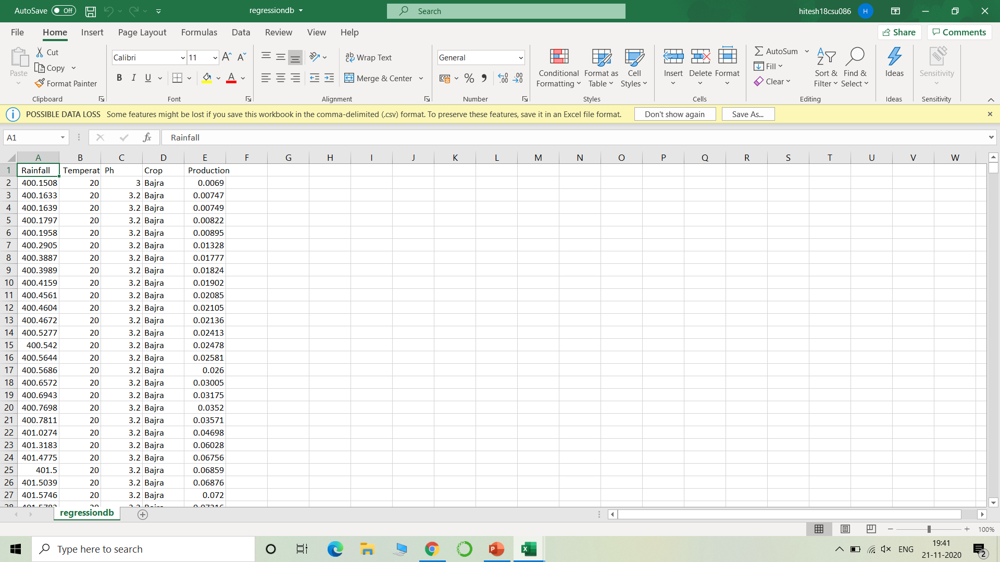 AutoSave Off regressiondb Search hitesh18csu086 H
File Home Insert Page Layout Formulas Data Review View Help Share Comments
Paste Cut Copy Format Painter Clipboard
Calibri 11 A A B I U A Font
ab Wrap Text Merge & Center Alignment
General % Number
Conditional Formatting Format as Table Cell Styles Styles
Insert Delete Format Cells
AutoSum Fill Clear Sort & Filter Find & Select Editing
Ideas Ideas
Sensitivity Sensitivity
POSSIBLE DATA LOSS Some features might be lost if you save this workbook in the comma-delimited (.csv) format. To preserve these features, save it in an Excel file format. Don't show again Save As...
A1 fx Rainfall
A B C D E F G H I J K L M N O P Q R S T U V W
1 Rainfall Temperat Ph Crop Production
2 400.1508 20 3 Bajra 0.0069
3 400.1633 20 3.2 Bajra 0.00747
4 400.1639 20 3.2 Bajra 0.00749
5 400.1797 20 3.2 Bajra 0.00822
6 400.1958 20 3.2 Bajra 0.00895
7 400.2905 20 3.2 Bajra 0.01328
8 400.3887 20 3.2 Bajra 0.01777
9 400.3989 20 3.2 Bajra 0.01824
10 400.4159 20 3.2 Bajra 0.01902
11 400.4561 20 3.2 Bajra 0.02085
12 400.4604 20 3.2 Bajra 0.02105
13 400.4672 20 3.2 Bajra 0.02136
14 400.5277 20 3.2 Bajra 0.02413
15 400.542 20 3.2 Bajra 0.02478
16 400.5644 20 3.2 Bajra 0.02581
17 400.5686 20 3.2 Bajra 0.026
18 400.6572 20 3.2 Bajra 0.03005
19 400.6943 20 3.2 Bajra 0.03175
20 400.7698 20 3.2 Bajra 0.0352
21 400.7811 20 3.2 Bajra 0.03571
22 401.0274 20 3.2 Bajra 0.04698
23 401.3183 20 3.2 Bajra 0.06028
24 401.4775 20 3.2 Bajra 0.06756
25 401.5 20 3.2 Bajra 0.06859
26 401.5039 20 3.2 Bajra 0.06876
27 401.5746 20 3.2 Bajra 0.072
regressiondb
100%
Type here to search ENG 19:41
21-11-2020 2